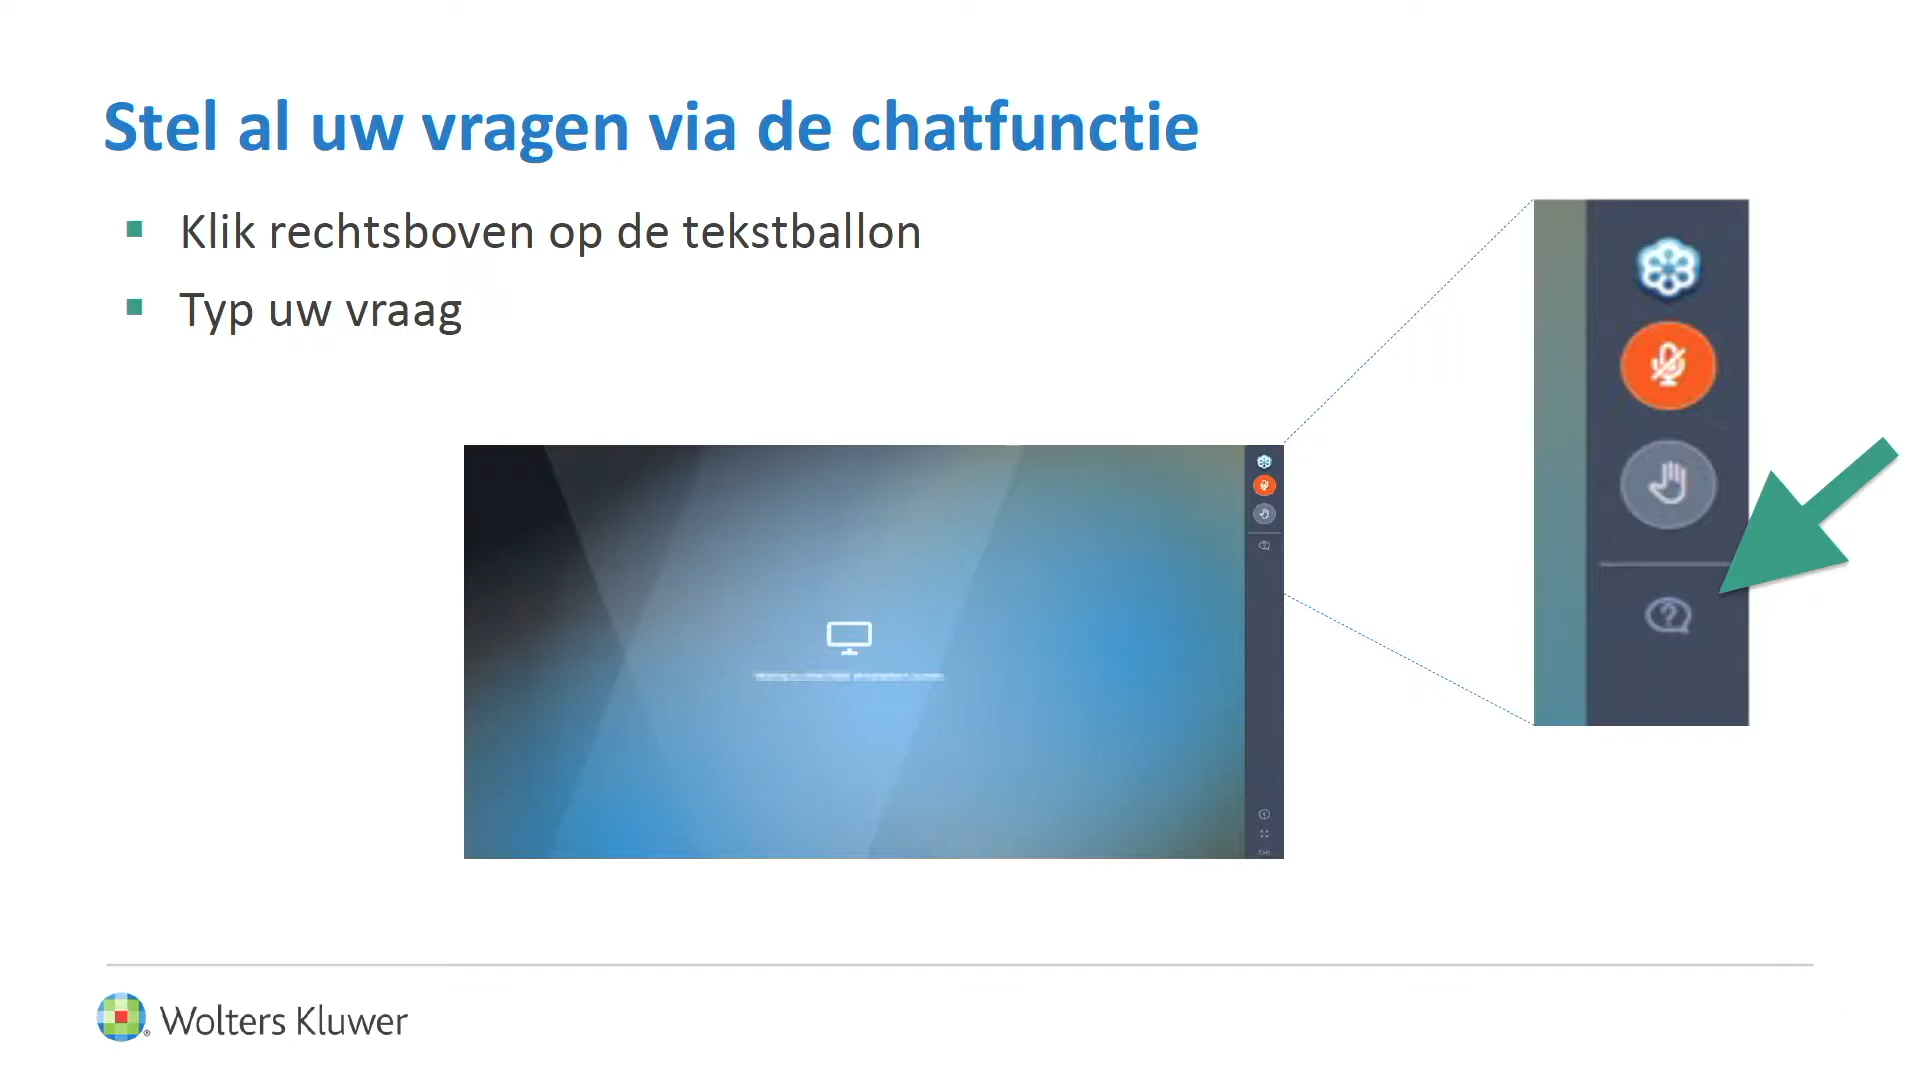 Stel al uw vragen via de chatfunctie
Klik rechtsboven op de tekstballon
Typ uw vraag
Wolters Kluwer